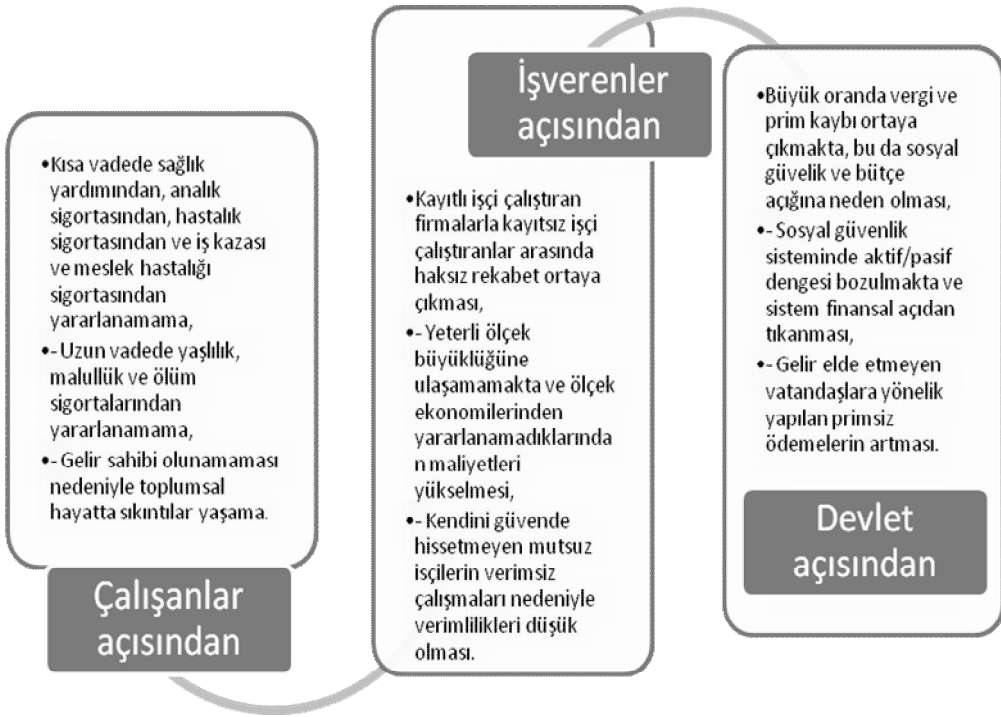 •Kısa vadede sağlık
yardımından, analık
sigortasından, hastalık
sigortasından ve iş kazası
ve meslek hastalığı
sigortasından
yararlanamama,
•- Uzun vadede yaşlılık,
malullük ve ölüm
sigortalarından
yararlanamama,
•- Gelir sahibi olunamaması
nedeniyle toplumsal
hayatta sıkıntılar yaşama.
Çalışanlar
açısından
İşverenler
açısından
•Kayıtlı işçi çalıştıran
firmalarla kayıtsız işçi
çalıştıranlar arasında
haksız rekabet ortaya
çıkması,
•- Yeterli ölçek
büyüklüğüne
ulaşamamakta ve ölçek
ekonomilerinden
yararlanamadıklarında
n maliyetleri
yükselmesi,
•- Kendini güvende
hissetmeyen mutsuz
isçilerin verimsiz
çalışmaları nedeniyle
verimlilikleri düşük
olması.
•Büyük oranda vergi ve
prim kaybı ortaya
çıkmakta, bu da sosyal
güvelik ve bütçe
açığına neden olması,
•- Sosyal güvenlik
sisteminde aktif/pasif
dengesi bozulmakta ve
sistem finansal açıdan
tıkanması,
•- Gelir elde etmeyen
vatandaşlara yönelik
yapılan primsiz
ödemelerin artması.
Devlet
açısından